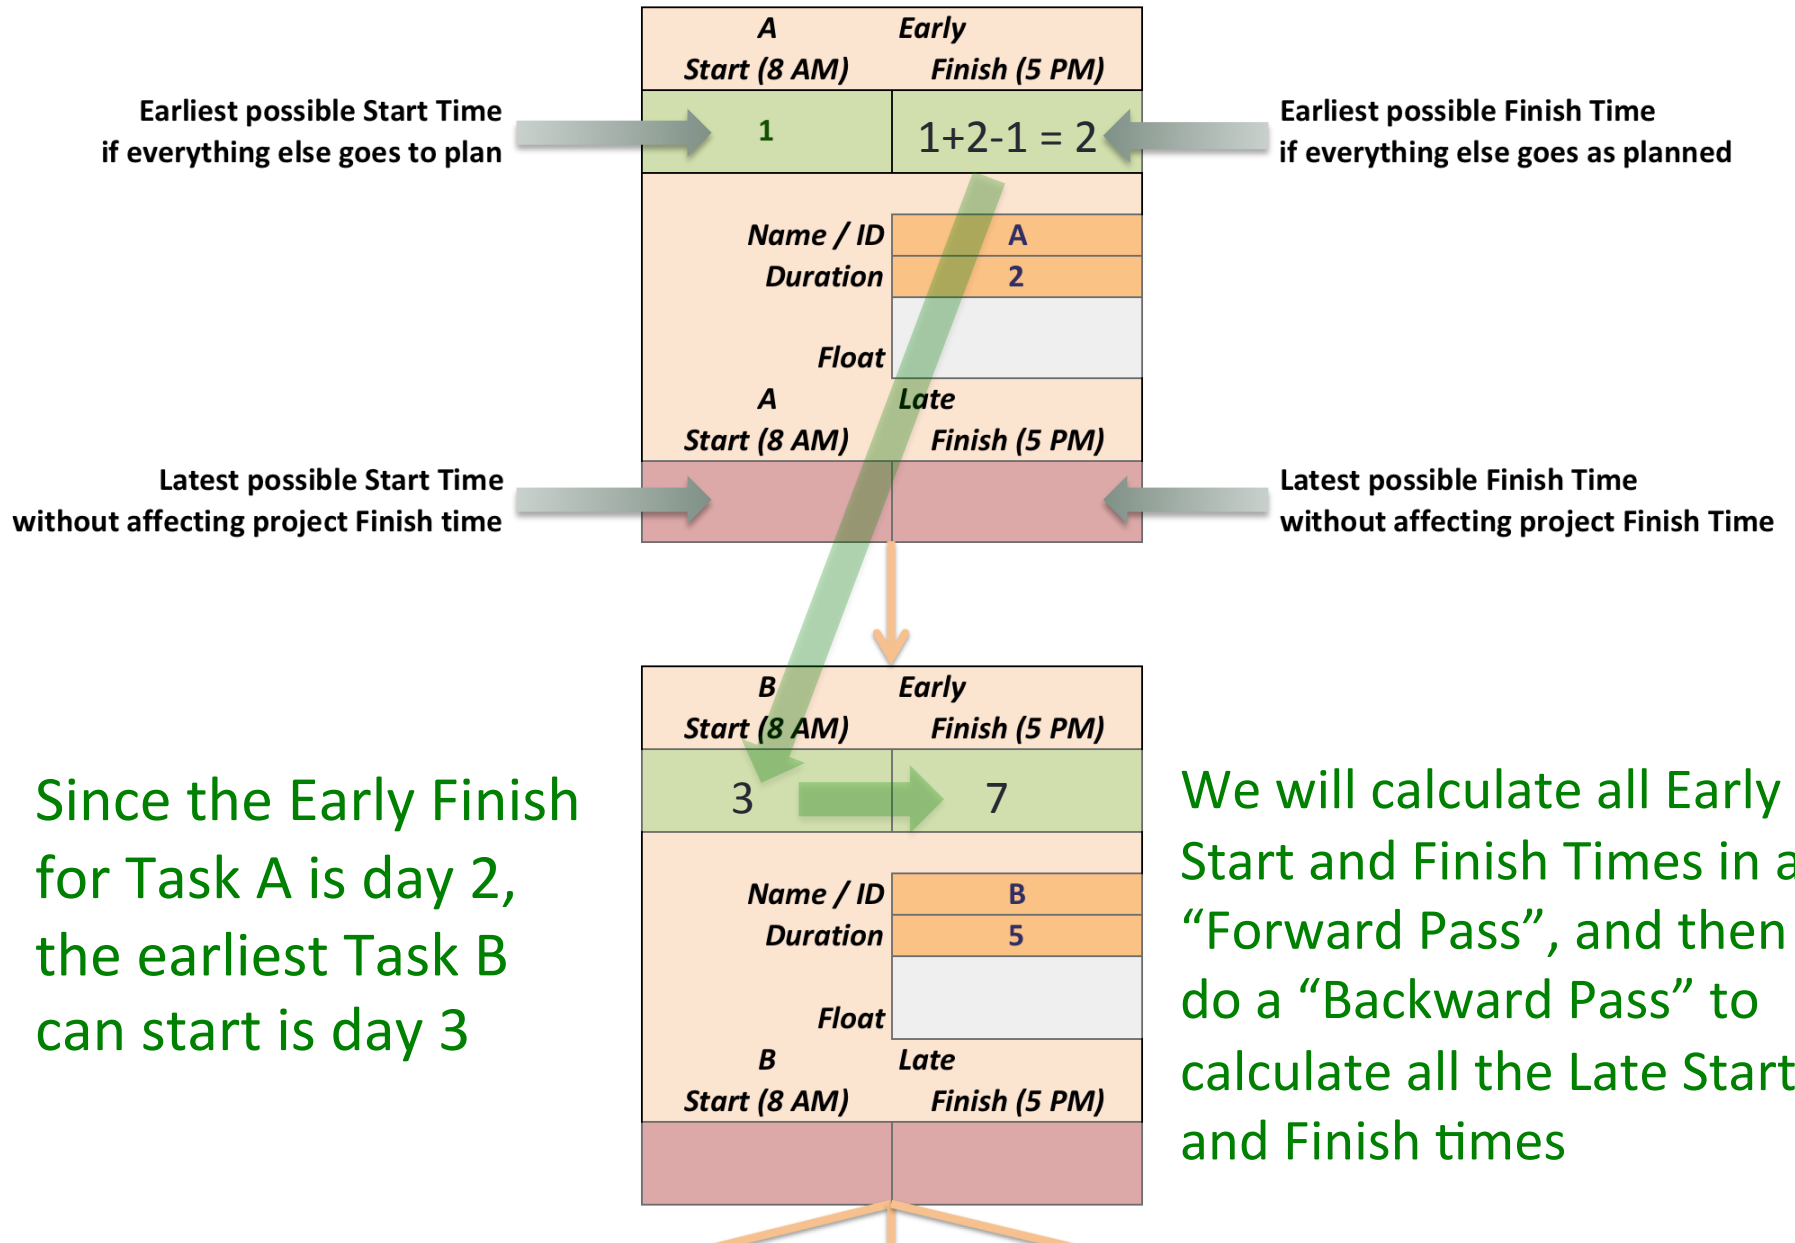 A Early
Start (8 AM) Finish (5 PM)
Earliest possible Start Time
if everything else goes to plan
1 1+2-1 = 2
Earliest possible Finish Time
if everything else goes as planned
Name / ID A
Duration 2
Float
A Late
Start (8 AM) Finish (5 PM)
Latest possible Start Time
without affecting project Finish time
Latest possible Finish Time
without affecting project Finish Time
B Early
Start (8 AM) Finish (5 PM)
3 7
Name / ID B
Duration 5
Float
B Late
Start (8 AM) Finish (5 PM)
Since the Early Finish
for Task A is day 2,
the earliest Task B
can start is day 3
We will calculate all Early
Start and Finish Times in a
“Forward Pass”, and then
do a “Backward Pass” to
calculate all the Late Start
and Finish times